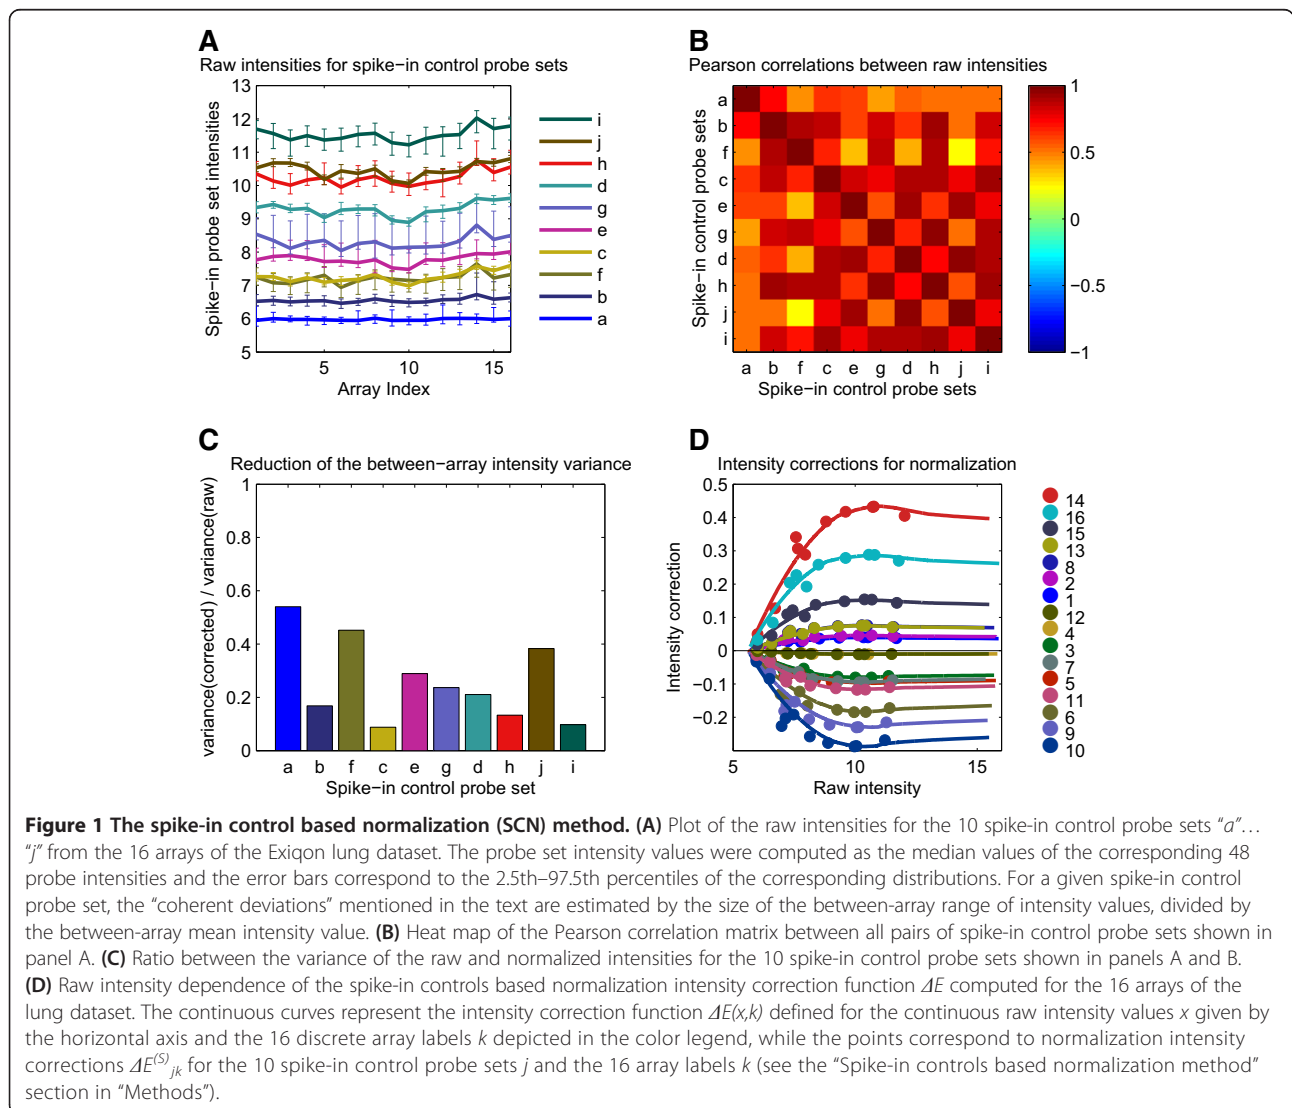 A
Raw intensities for spike−in control probe sets
Spike−in probe set intensities
13
12
11
10
9
8
7
6
5
5
10
15
Array Index
i
j
h
d
g
e
c
f
b
a
B
Pearson correlations between raw intensities
Spike−in control probe sets
a
b
f
c
e
g
d
h
j
i
a b f c e g d h j i
Spike−in control probe sets
1
0.5
0
−0.5
−1
C
Reduction of the between−array intensity variance
variance(corrected) / variance(raw)
1
0.8
0.6
0.4
0.2
0
a b f c e g d h j i
Spike−in control probe set
D
Intensity corrections for normalization
Intensity correction
0.5
0.4
0.3
0.2
0.1
0
−0.1
−0.2
5
10
15
Raw intensity
14
16
15
13
8
2
1
12
4
3
7
5
11
6
9
10
Figure 1 The spike-in control based normalization (SCN) method. (A) Plot of the raw intensities for the 10 spike-in control probe sets “a”…
“j” from the 16 arrays of the Exiqon lung dataset. The probe set intensity values were computed as the median values of the corresponding 48
probe intensities and the error bars correspond to the 2.5th–97.5th percentiles of the corresponding distributions. For a given spike-in control
probe set, the “coherent deviations” mentioned in the text are estimated by the size of the between-array range of intensity values, divided by
the between-array mean intensity value. (B) Heat map of the Pearson correlation matrix between all pairs of spike-in control probe sets shown in
panel A. (C) Ratio between the variance of the raw and normalized intensities for the 10 spike-in control probe sets shown in panels A and B.
(D) Raw intensity dependence of the spike-in controls based normalization intensity correction function ΔE computed for the 16 arrays of the
lung dataset. The continuous curves represent the intensity correction function ΔE(x,k) defined for the continuous raw intensity values x given by
the horizontal axis and the 16 discrete array labels k depicted in the color legend, while the points correspond to normalization intensity
corrections ΔE(S)jk for the 10 spike-in control probe sets j and the 16 array labels k (see the “Spike-in controls based normalization method”
section in “Methods”).